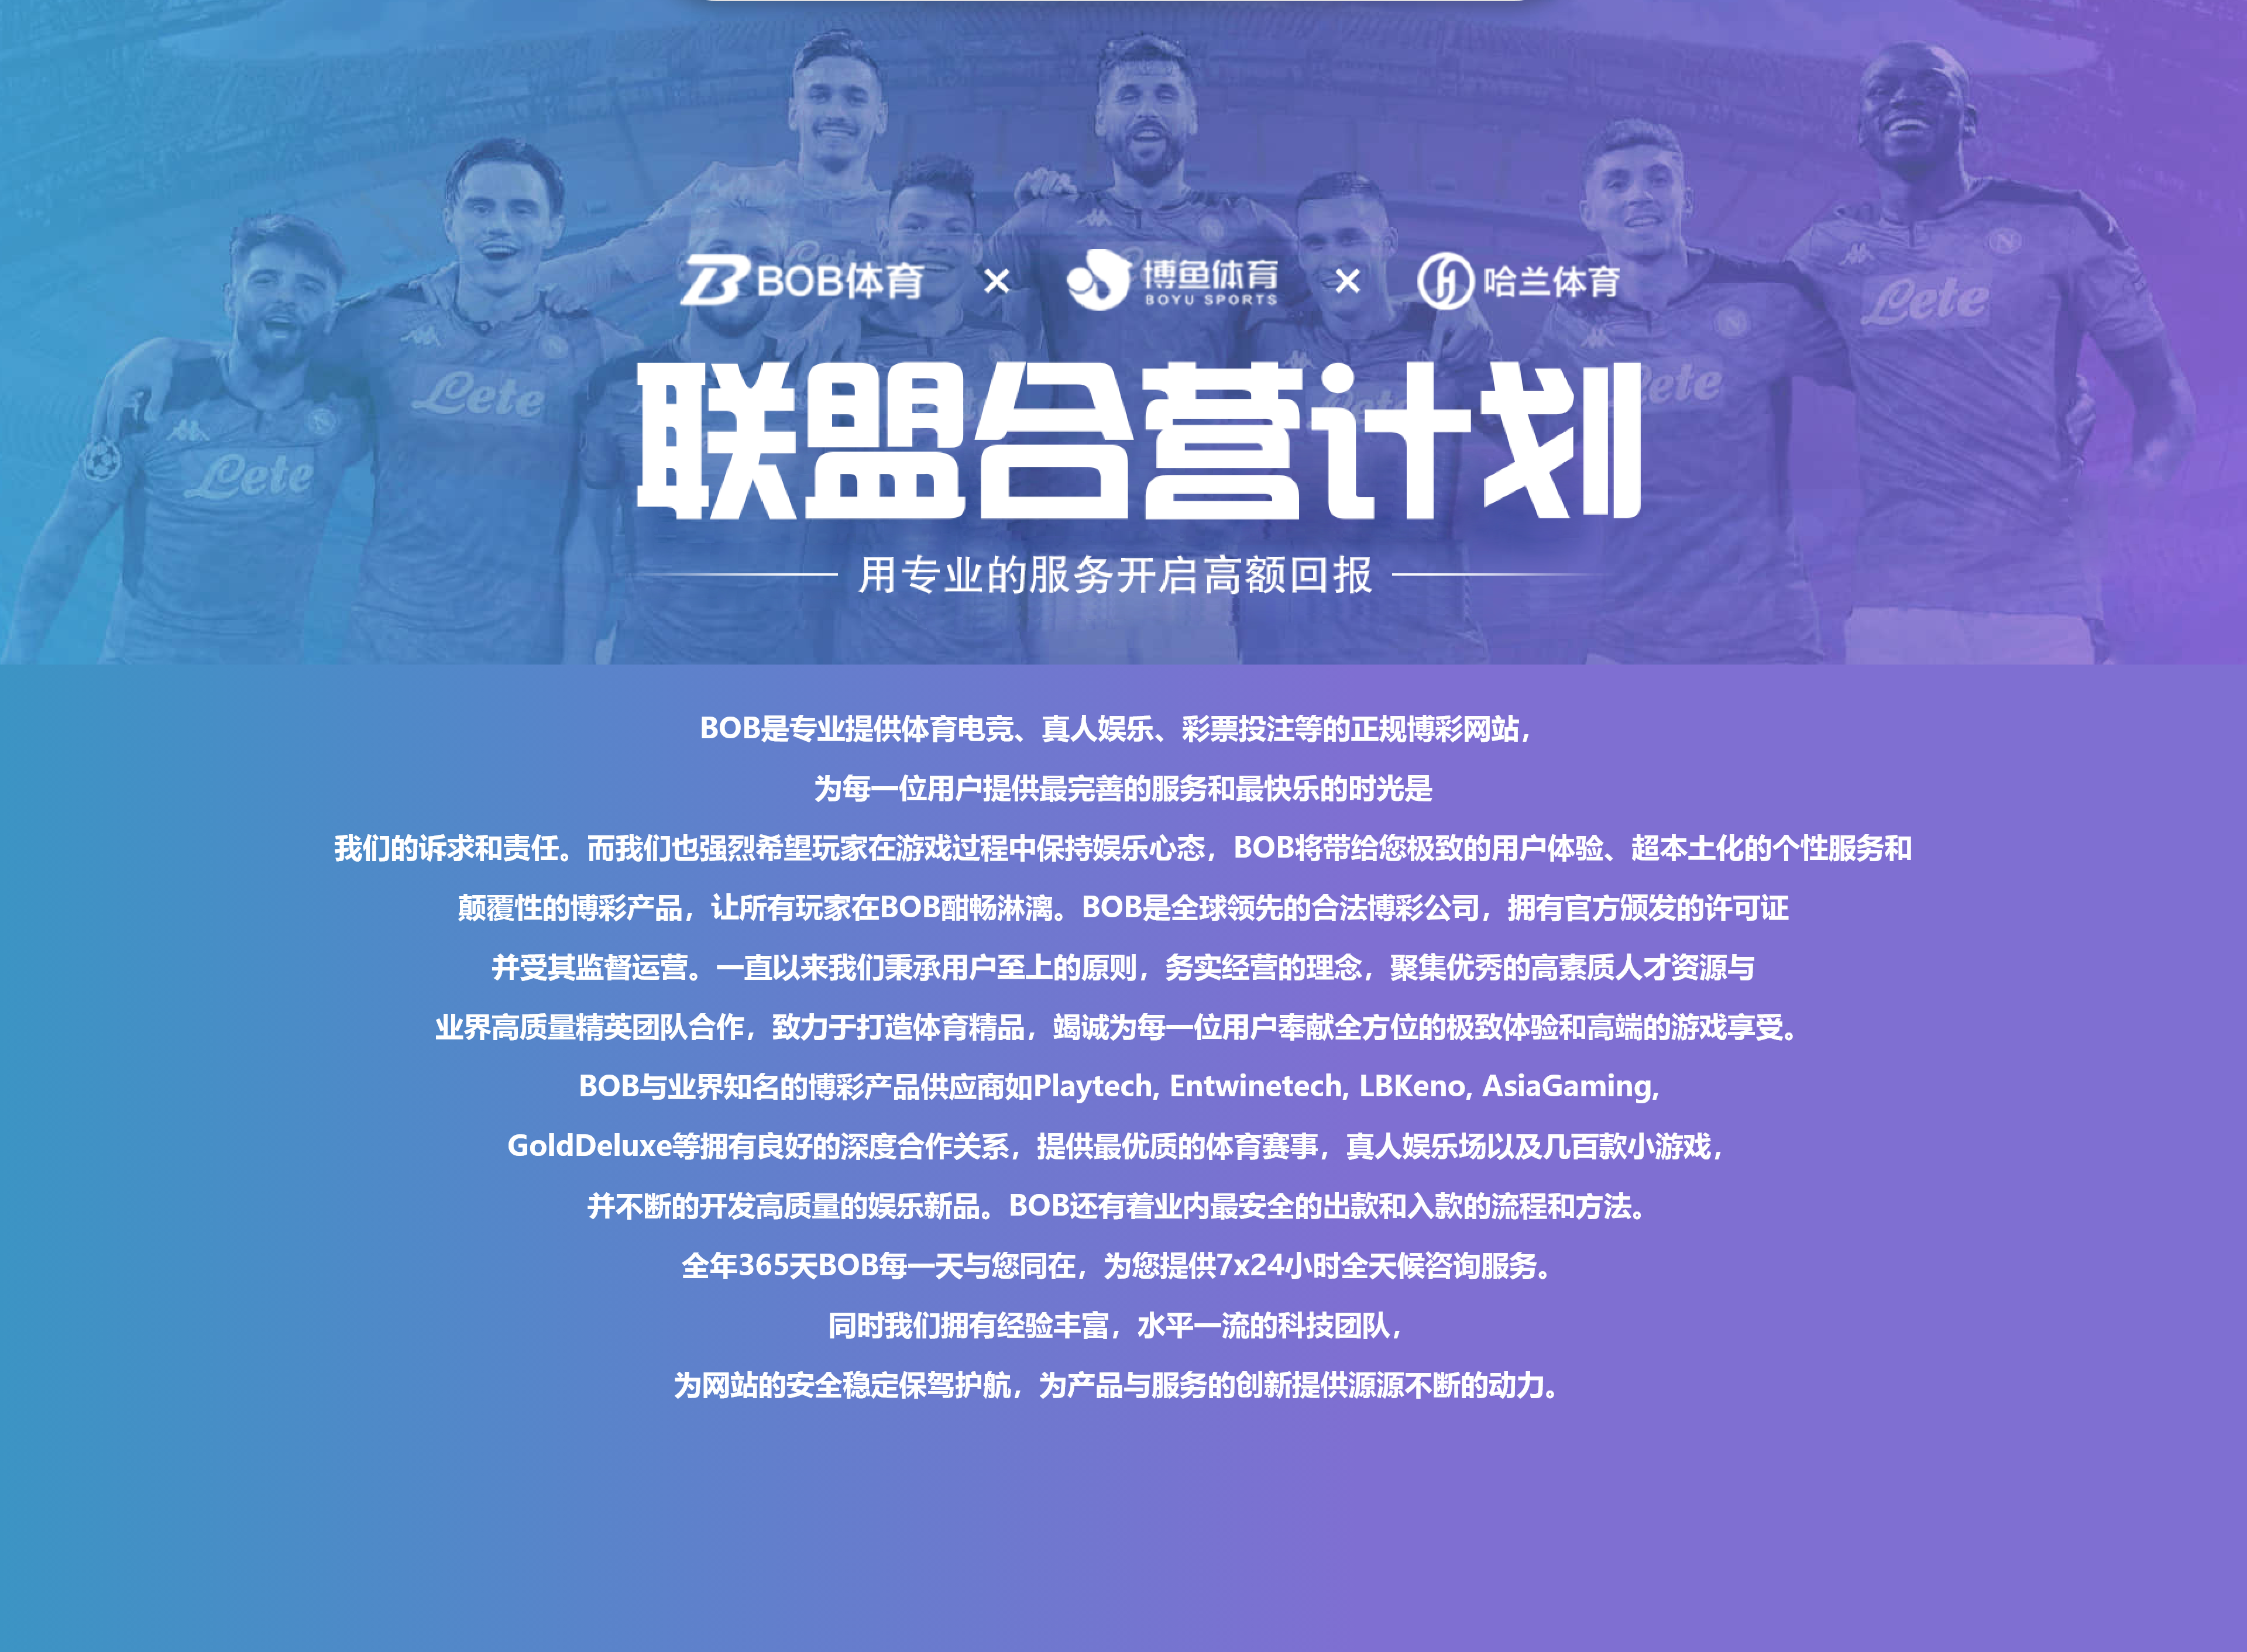 BOB体育 × 博鱼体育 BOYU SPORTS × 哈兰体育
联盟合营计划
用专业的服务开启高额回报
Lete
Lete
Lete
Lete
BOB是专业提供体育电竞、真人娱乐、彩票投注等的正规博彩网站，
为每一位用户提供最完善的服务和最快乐的时光是
我们的诉求和责任。而我们也强烈希望玩家在游戏过程中保持娱乐心态，BOB将带给您极致的用户体验、超本土化的个性服务和
颠覆性的博彩产品，让所有玩家在BOB酣畅淋漓。BOB是全球领先的合法博彩公司，拥有官方颁发的许可证
并受其监督运营。一直以来我们秉承用户至上的原则，务实经营的理念，聚集优秀的高素质人才资源与
业界高质量精英团队合作，致力于打造体育精品，竭诚为每一位用户奉献全方位的极致体验和高端的游戏享受。
BOB与业界知名的博彩产品供应商如Playtech, Entwinetech, LBKeno, AsiaGaming,
GoldDeluxe等拥有良好的深度合作关系，提供最优质的体育赛事，真人娱乐场以及几百款小游戏，
并不断的开发高质量的娱乐新品。BOB还有着业内最安全的出款和入款的流程和方法。
全年365天BOB每一天与您同在，为您提供7x24小时全天候咨询服务。
同时我们拥有经验丰富，水平一流的科技团队，
为网站的安全稳定保驾护航，为产品与服务的创新提供源源不断的动力。